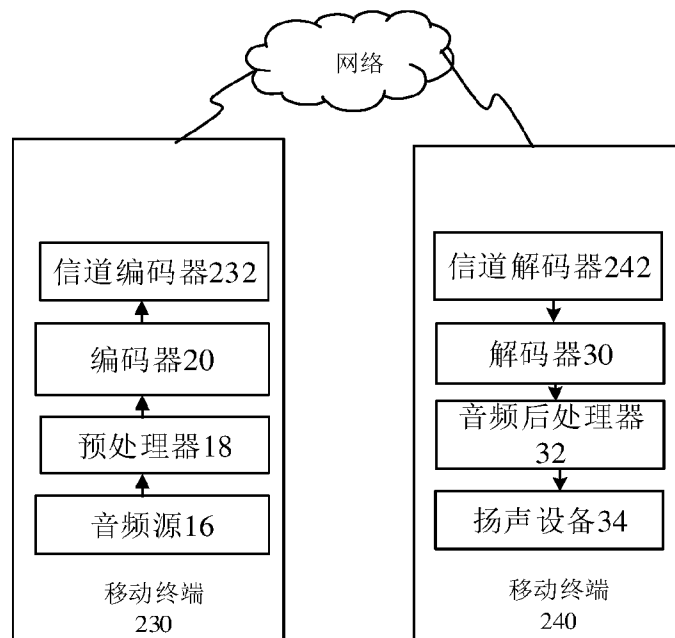 网络
信道编码器232
编码器20
预处理器18
音频源16
移动终端
230
信道解码器242
解码器30
音频后处理器
32
扬声设备34
移动终端
240